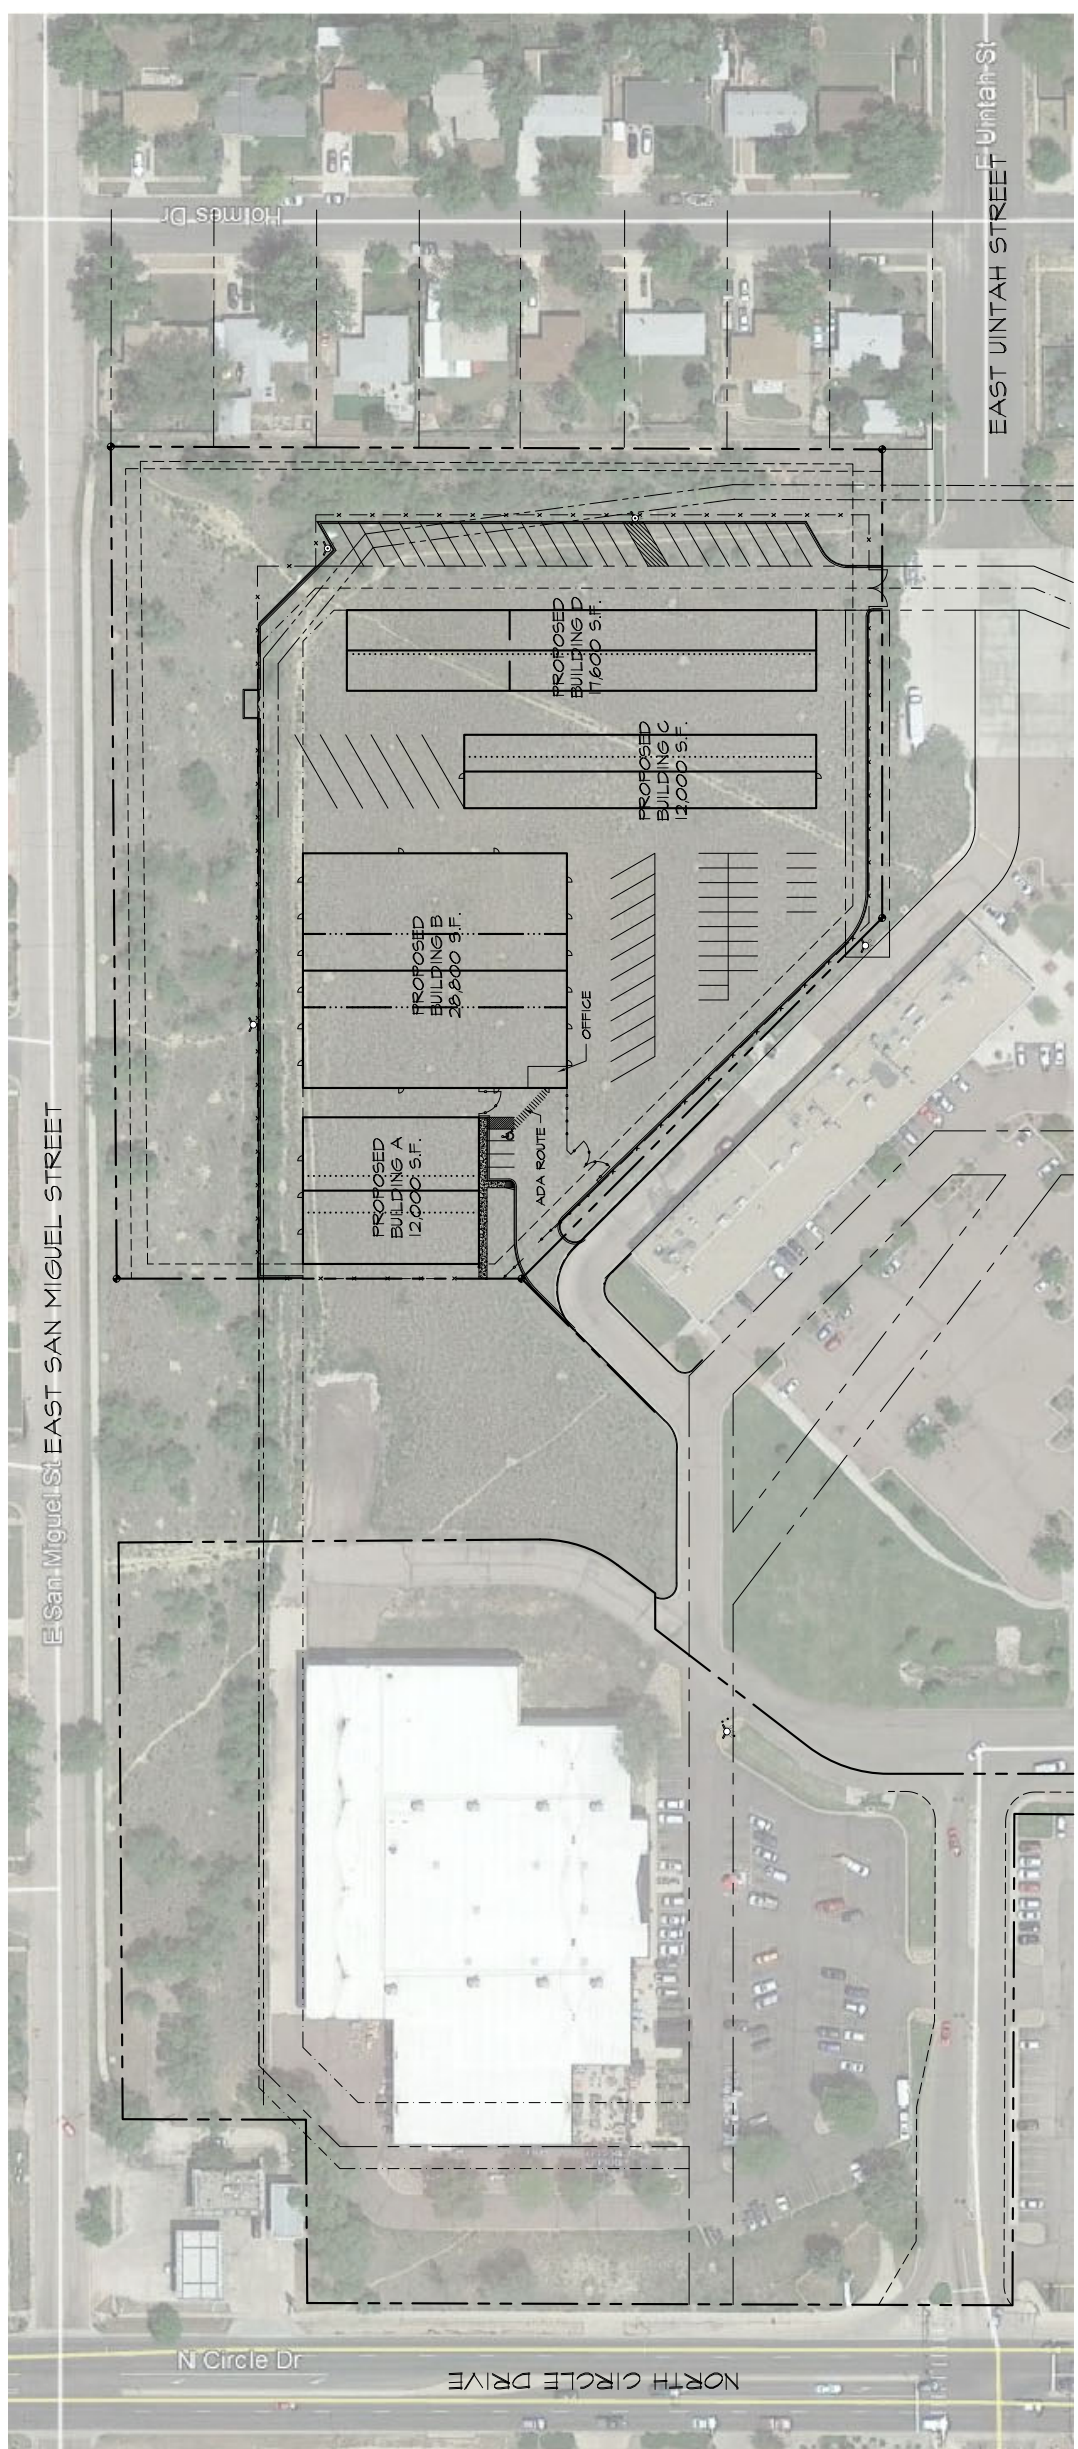 E Uintah St
EAST UINTAH STREET
Holmes Dr
PROPOSED
BUILDING D
17,600 S.F.
PROPOSED
BUILDING C
12,000 S.F.
PROPOSED
BUILDING B
28,800 S.F.
OFFICE
PROPOSED
BUILDING A
12,000 S.F.
ADA ROUTE
EAST SAN MIGUEL STREET
E San Miguel St
N Circle Dr
NORTH CIRCLE DRIVE